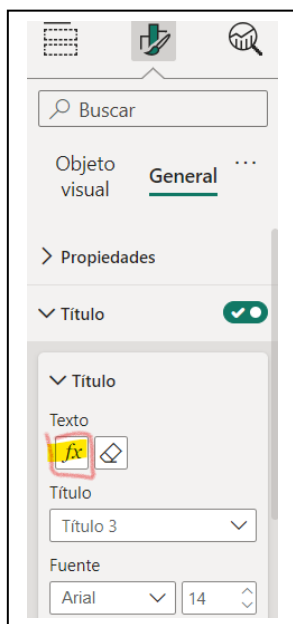 Buscar
Objeto
visual
General
...
Propiedades
Título
Título
Texto
fx
Título
Título 3
Fuente
Arial
14